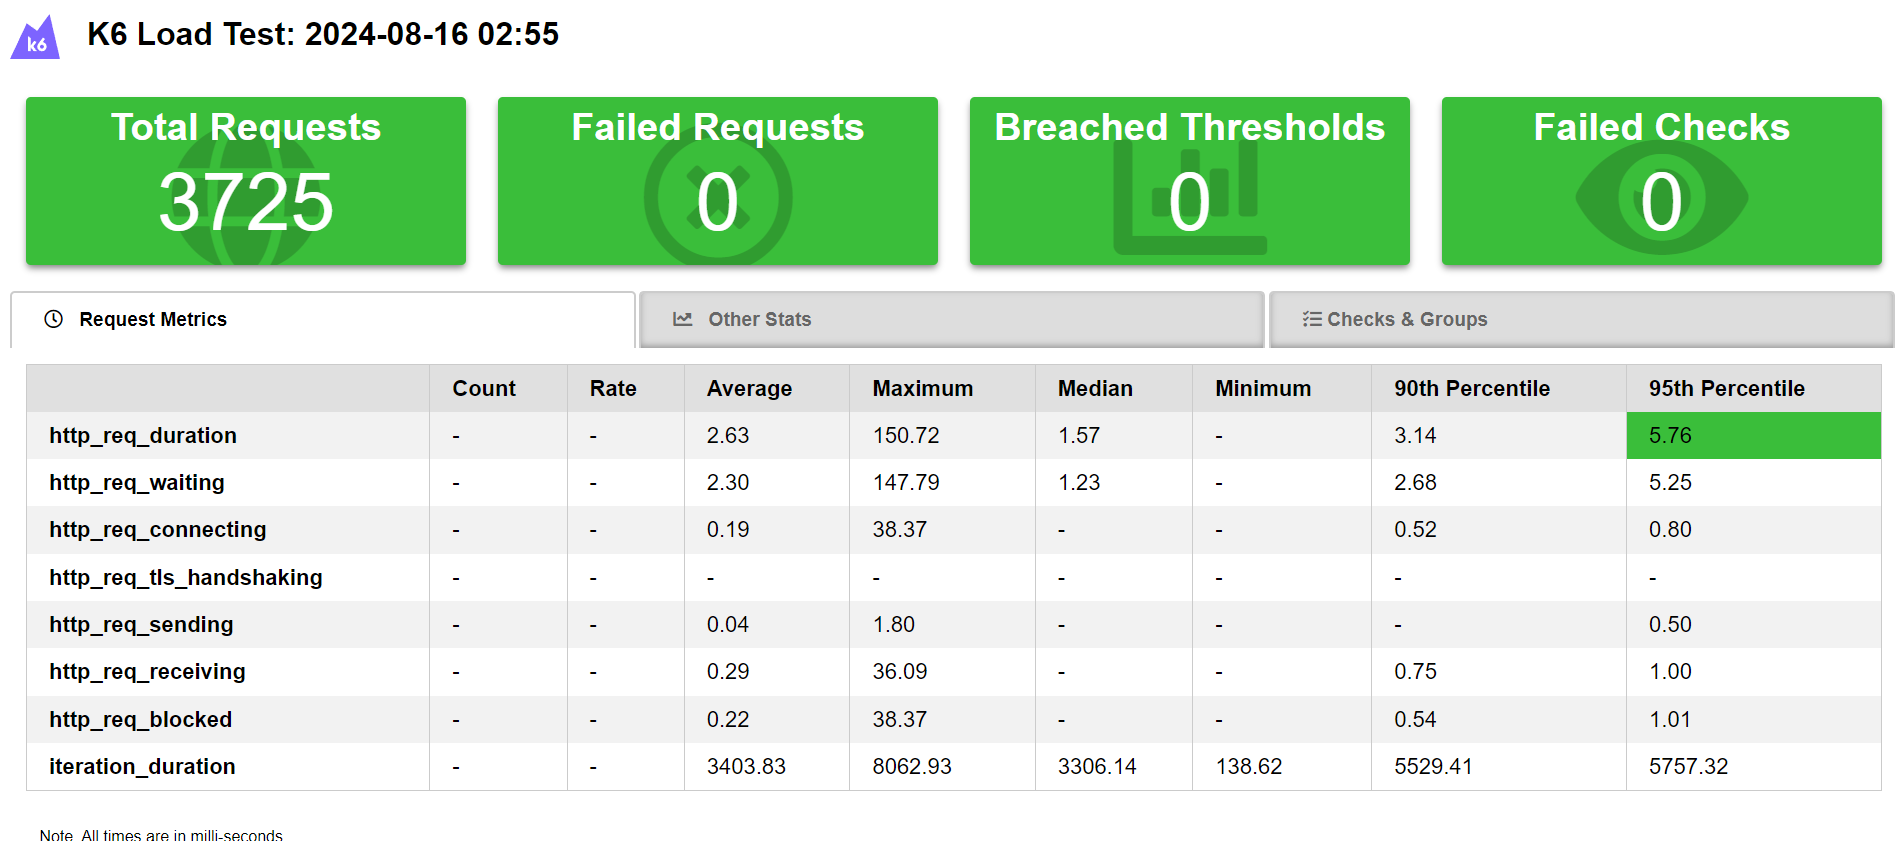 k6
K6 Load Test: 2024-08-16 02:55
Total Requests
3725
Failed Requests
0
Breached Thresholds
0
Failed Checks
0
Request Metrics
Other Stats
Checks & Groups
Count Rate Average Maximum Median Minimum 90th Percentile 95th Percentile
http_req_duration - - 2.63 150.72 1.57 - 3.14 5.76
http_req_waiting - - 2.30 147.79 1.23 - 2.68 5.25
http_req_connecting - - 0.19 38.37 - - 0.52 0.80
http_req_tls_handshaking - - - - - - - -
http_req_sending - - 0.04 1.80 - - - 0.50
http_req_receiving - - 0.29 36.09 - - 0.75 1.00
http_req_blocked - - 0.22 38.37 - - 0.54 1.01
iteration_duration - - 3403.83 8062.93 3306.14 138.62 5529.41 5757.32
Note. All times are in milli-seconds